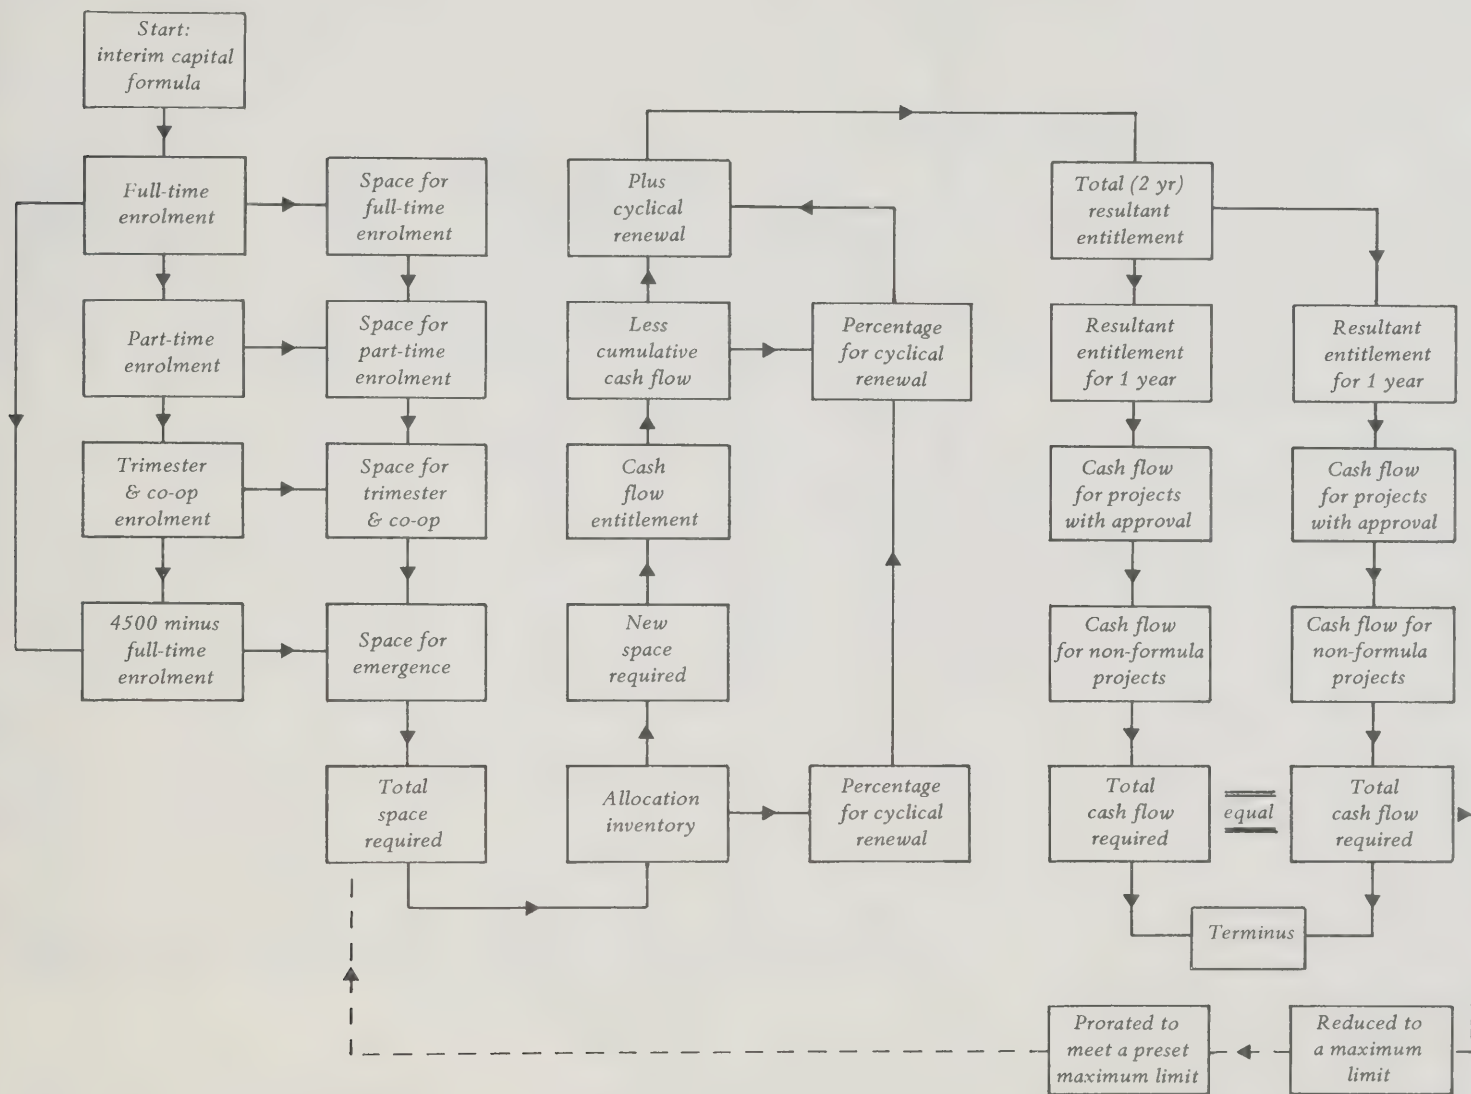 Start:
interim capital
formula
Full-time
enrolment
Space for
full-time
enrolment
Part-time
enrolment
Space for
part-time
enrolment
Trimester
& co-op
enrolment
Space for
trimester
& co-op
4500 minus
full-time
enrolment
Space for
emergence
Total
space
required
Plus
cyclical
renewal
Less
cumulative
cash flow
Percentage
for cyclical
renewal
Cash
flow
entitlement
New
space
required
Allocation
inventory
Percentage
for cyclical
renewal
Total (2 yr)
resultant
entitlement
Resultant
entitlement
for 1 year
Resultant
entitlement
for 1 year
Cash flow
for projects
with approval
Cash flow
for projects
with approval
Cash flow
for non-formula
projects
Cash flow for
non-formula
projects
Total
cash flow
required
equal
Total
cash flow
required
Terminus
Prorated to
meet a preset
maximum limit
Reduced to
a maximum
limit